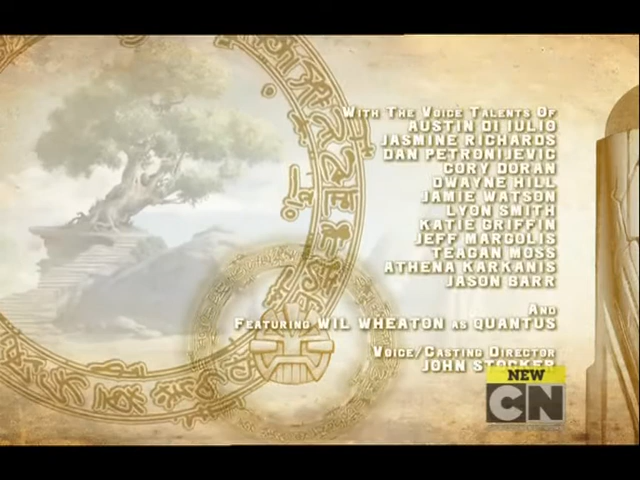 WITH THE VOICE TALENTS OF
AUSTIN DI IULIO
JASMINE RICHARDS
DAN PETRONIJEVIC
CORY DORAN
DWAYNE HILL
JAMIE WATSON
LYON SMITH
KATIE GRIFFIN
JEFF MARGOLIS
TEAGAN MOSS
ATHENA KARKANIS
JASON BARR
AND
FEATURING WIL WHEATON AS QUANTUS
VOICE/CASTING DIRECTOR
JOHN STOCKER
NEW
CN